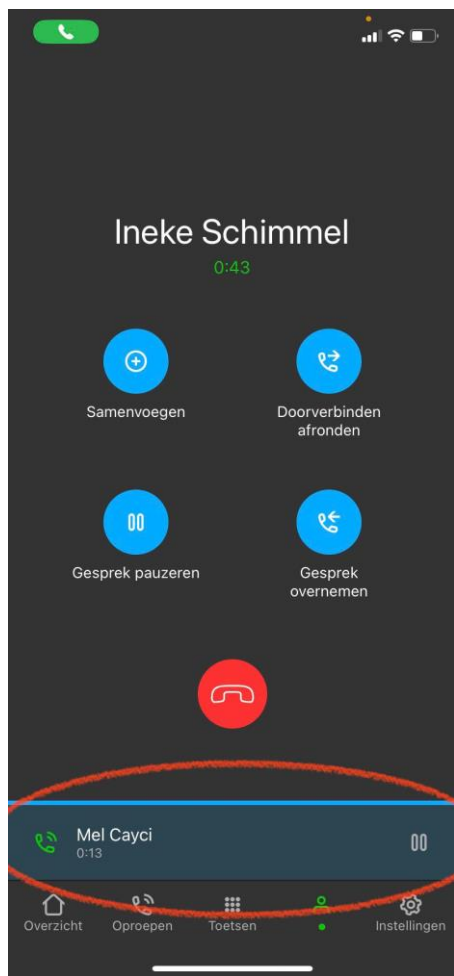 Ineke Schimmel
0:43
Samenvoegen
Doorverbinden
afronden
Gesprek pauzeren
Gesprek
overnemen
Mel Cayci
0:13
Overzicht
Oproepen
Toetsen
Instellingen